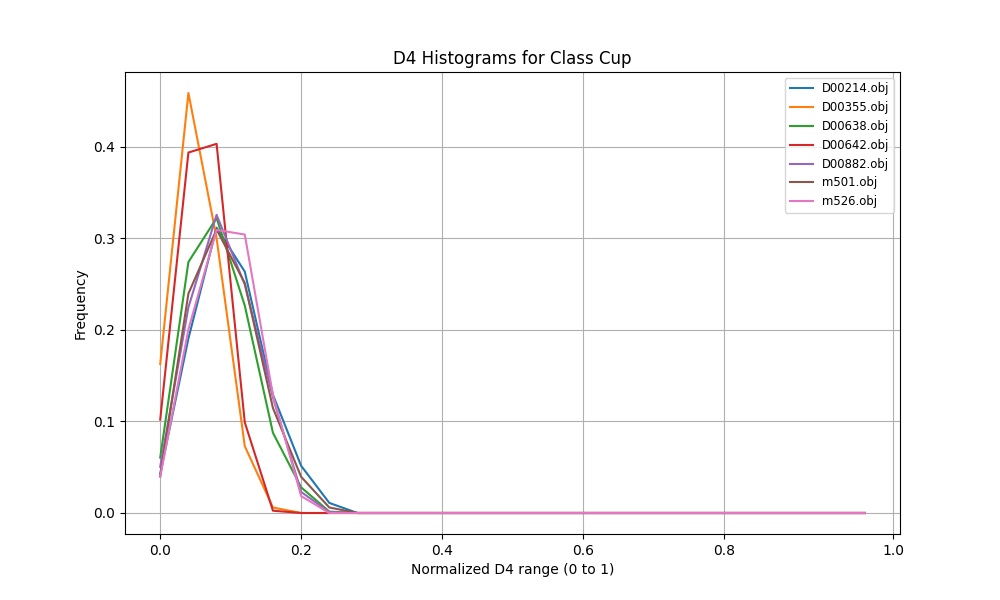 D4 Histograms for Class Cup
D00214.obj
D00355.obj
D00638.obj
D00642.obj
D00882.obj
m501.obj
m526.obj
Frequency
0.4
0.3
0.2
0.1
0.0
0.0 0.2 0.4 0.6 0.8 1.0
Normalized D4 range (0 to 1)